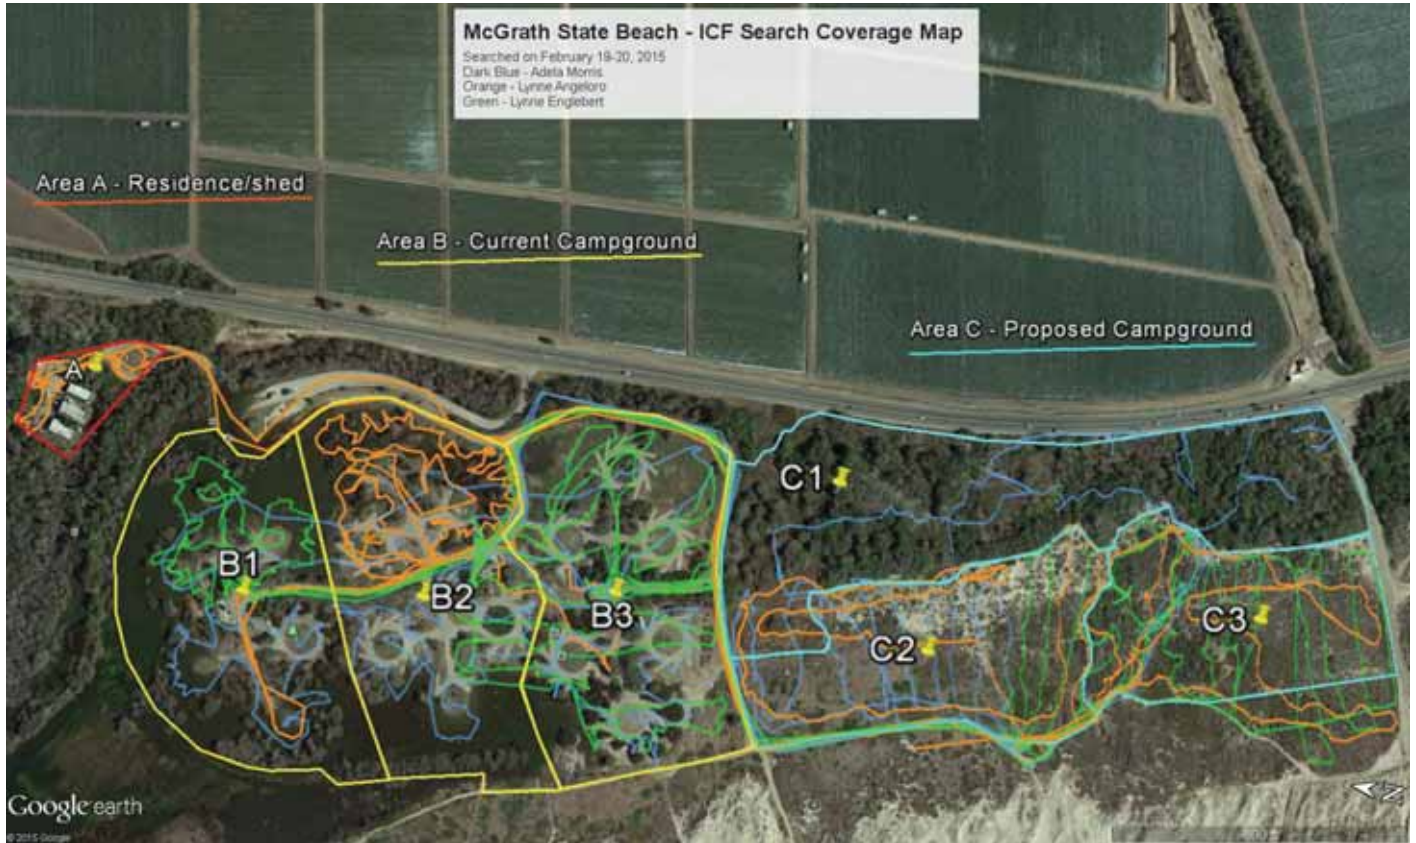 McGrath State Beach - ICF Search Coverage Map
Searched on February 19-20, 2015
Dark Blue - Adela Morris
Orange - Lynne Angeloro
Green - Lynne Englebert
Area A - Residence/shed
Area B - Current Campground
Area C - Proposed Campground
A
C1
B1
B2
B3
C2
C3
Google earth
© 2015 Google
N